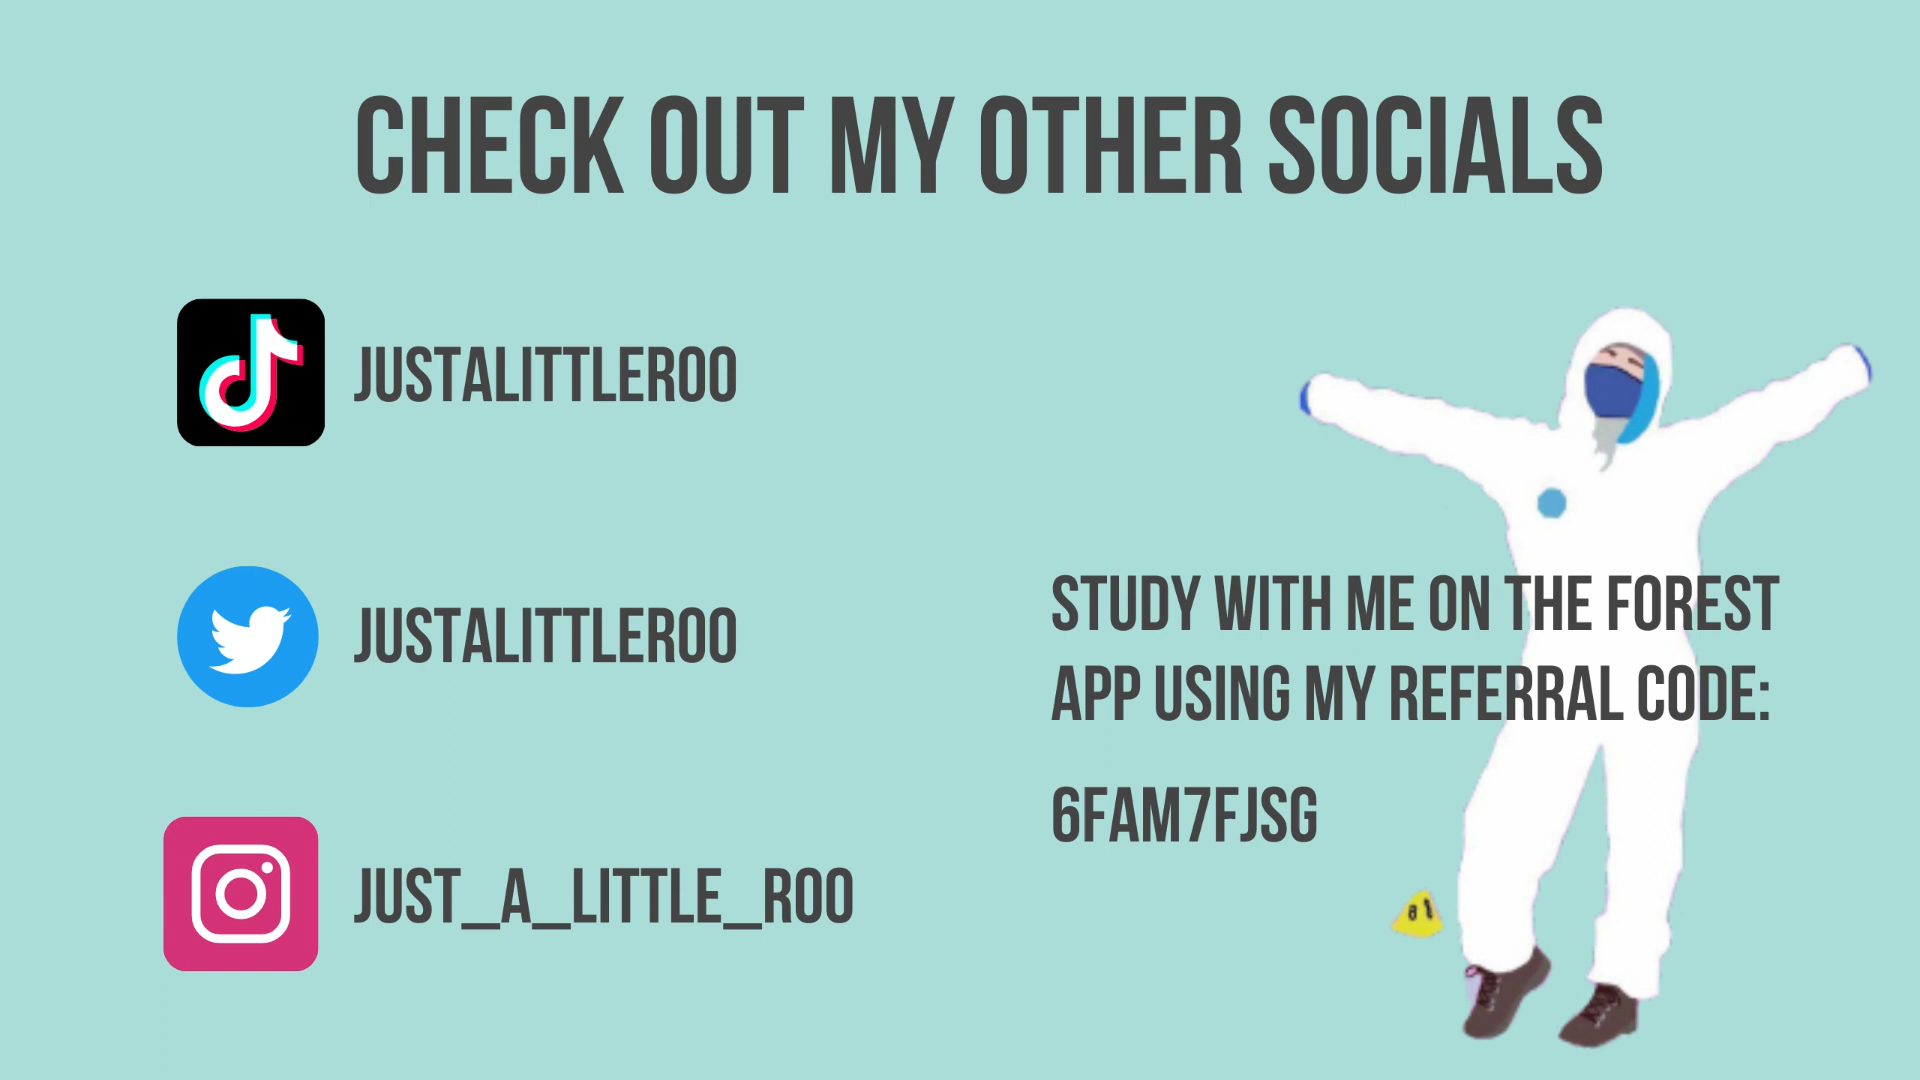 CHECK OUT MY OTHER SOCIALS
JUSTALITTLEROO
JUSTALITTLEROO
JUST_A_LITTLE_ROO
STUDY WITH ME ON THE FOREST
APP USING MY REFERRAL CODE:
6FAM7FJSG